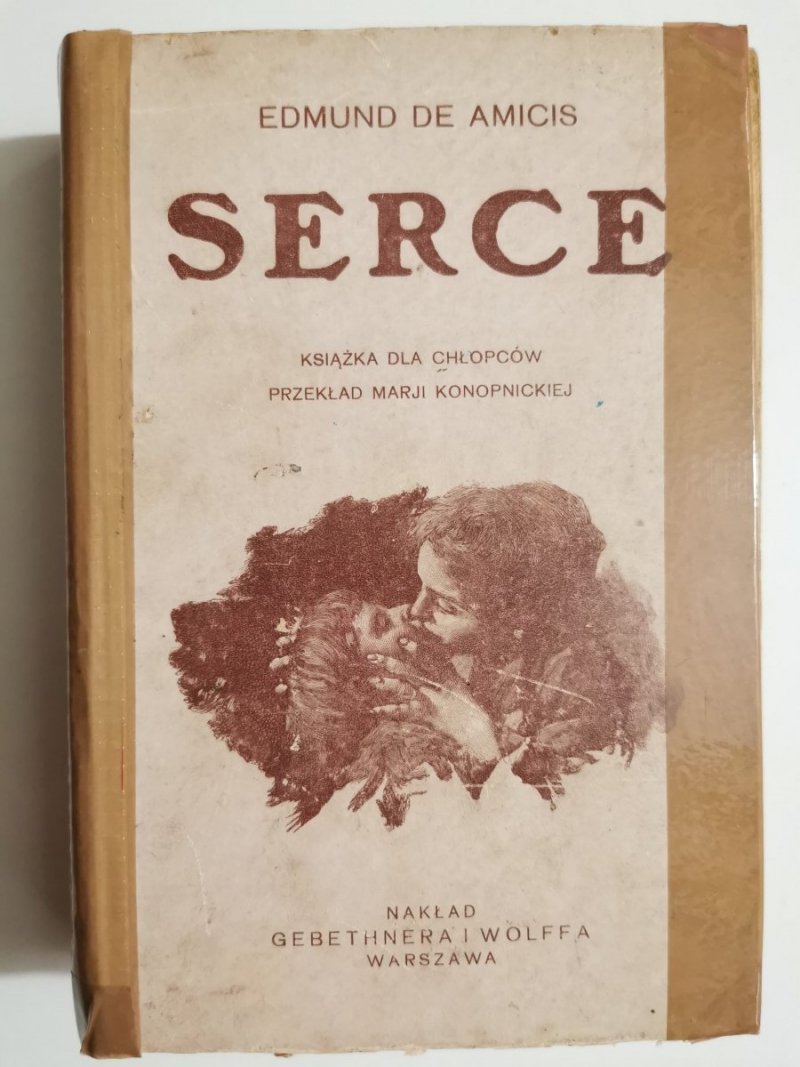 EDMUND DE AMICIS
SERCE
KSIĄŻKA DLA CHŁOPCÓW
PRZEKŁAD MARJI KONOPNICKIEJ
NAKŁAD
GEBETHNERA I WOLFFA
WARSZAWA